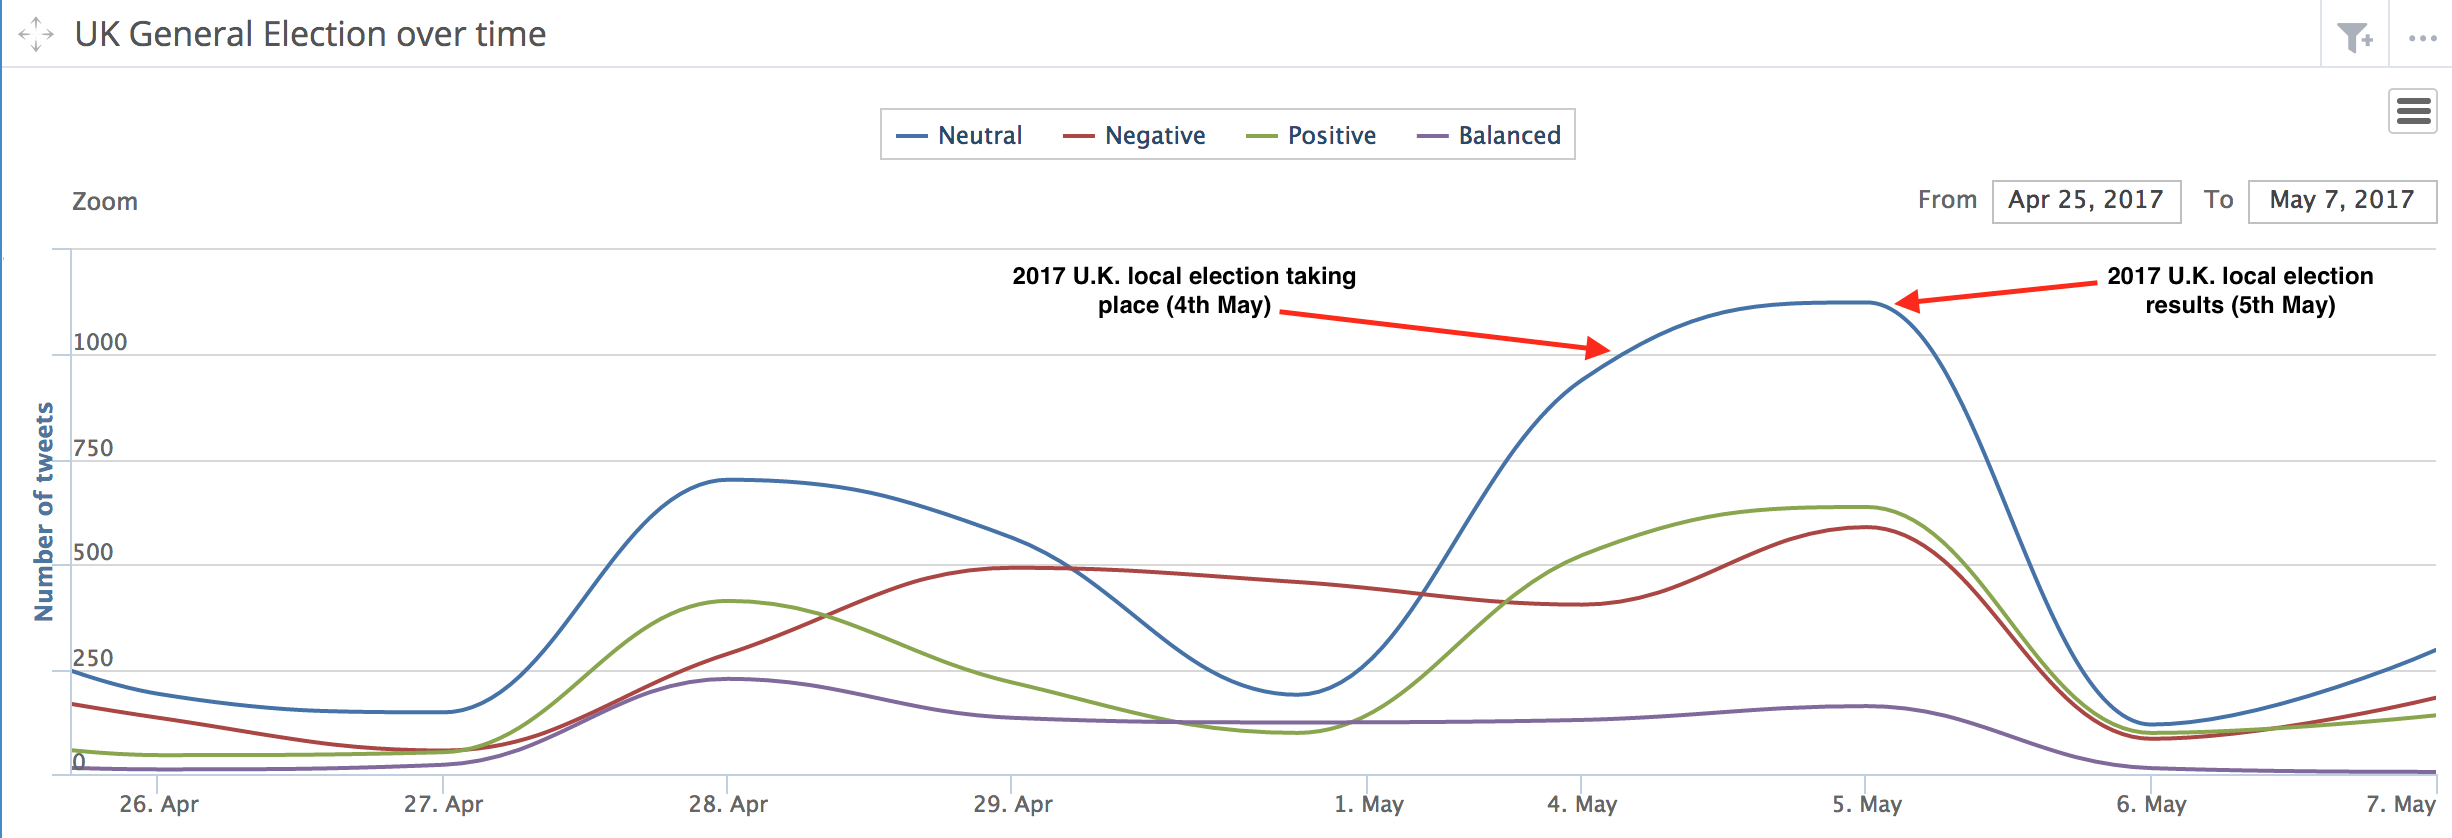 UK General Election over time
Neutral
Negative
Positive
Balanced
Zoom
From
Apr 25, 2017
To
May 7, 2017
2017 U.K. local election taking
place (4th May)
2017 U.K. local election
results (5th May)
Number of tweets
1000
750
500
250
0
26. Apr
27. Apr
28. Apr
29. Apr
1. May
4. May
5. May
6. May
7. May